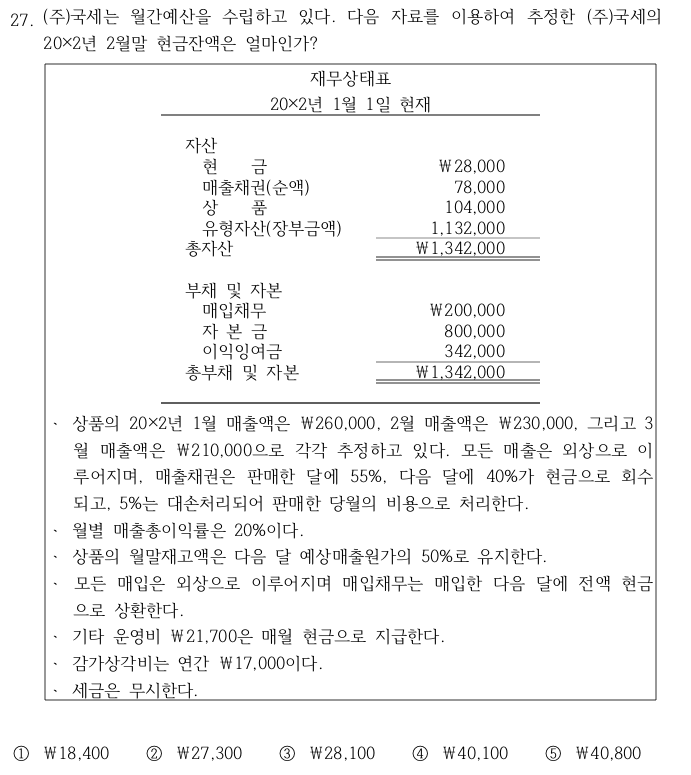 27. (주)국세는 월간예산을 수립하고 있다. 다음 자료를 이용하여 추정한 (주)국세의
20×2년 2월말 현금잔액은 얼마인가?
재무상태표
20×2년 1월 1일 현재
자산
현 금 ₩28,000
매출채권(순액) 78,000
상 품 104,000
유형자산(장부금액) 1,132,000
총자산 ₩1,342,000
부채 및 자본
매입채무 ₩200,000
자 본 금 800,000
이익잉여금 342,000
총부채 및 자본 ₩1,342,000
、 상품의 20×2년 1월 매출액은 ₩260,000, 2월 매출액은 ₩230,000, 그리고 3
월 매출액은 ₩210,000으로 각각 추정하고 있다. 모든 매출은 외상으로 이
루어지며, 매출채권은 판매한 달에 55%, 다음 달에 40%가 현금으로 회수
되고, 5%는 대손처리되어 판매한 당월의 비용으로 처리한다.
、 월별 매출총이익률은 20%이다.
、 상품의 월말재고액은 다음 달 예상매출원가의 50%로 유지한다.
、 모든 매입은 외상으로 이루어지며 매입채무는 매입한 다음 달에 전액 현금
으로 상환한다.
、 기타 운영비 ₩21,700은 매월 현금으로 지급한다.
、 감가상각비는 연간 ₩17,000이다.
、 세금은 무시한다.
① ₩18,400 ② ₩27,300 ③ ₩28,100 ④ ₩40,100 ⑤ ₩40,800